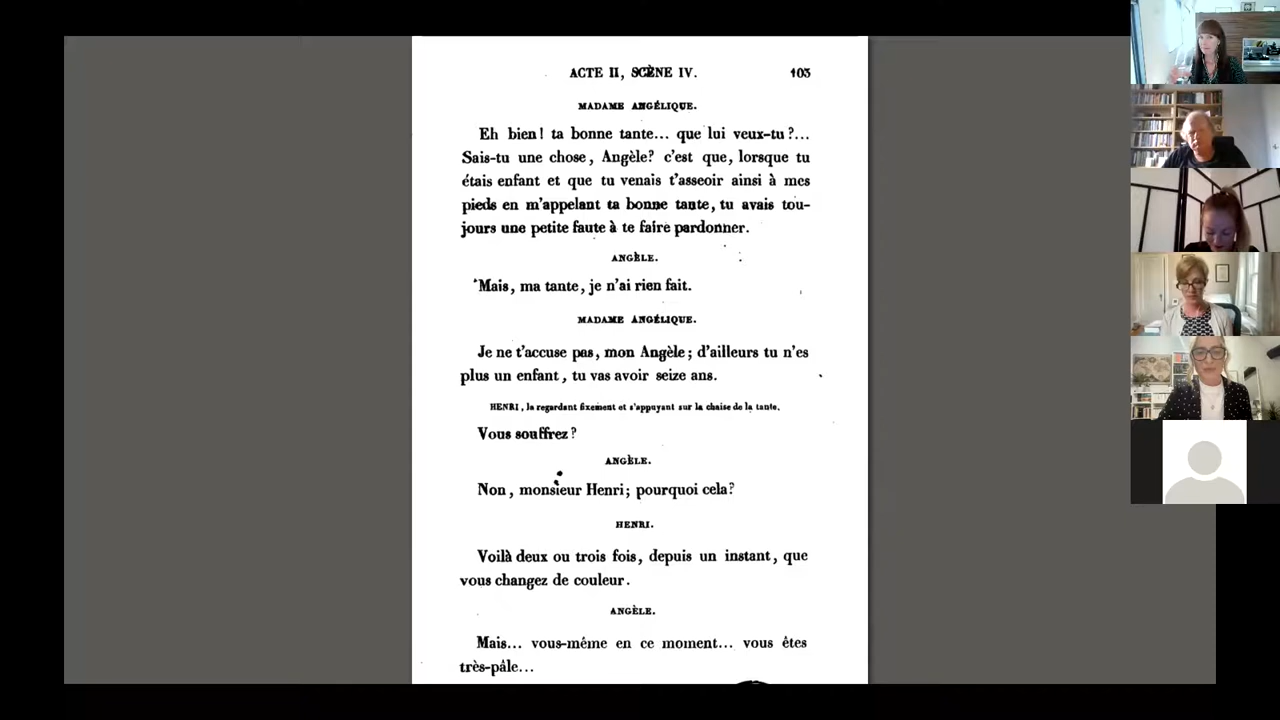 ACTE II, SCÈNE IV. 103
MADAME ANGÉLIQUE.
Eh bien! ta bonne tante... que lui veux-tu?...
Sais-tu une chose, Angèle? c'est que, lorsque tu
étais enfant et que tu venais t'asseoir ainsi à mes
pieds en m'appelant ta bonne tante, tu avais tou-
jours une petite faute à te faire pardonner.
ANGÈLE.
Mais, ma tante, je n'ai rien fait.
MADAME ANGÉLIQUE.
Je ne t'accuse pas, mon Angèle; d'ailleurs tu n'es
plus un enfant, tu vas avoir seize ans.
HENRI, la regardant fixement et s'appuyant sur la chaise de la tante.
Vous souffrez?
ANGÈLE.
Non, monsieur Henri; pourquoi cela?
HENRI.
Voilà deux ou trois fois, depuis un instant, que
vous changez de couleur.
ANGÈLE.
Mais... vous-même en ce moment... vous êtes
très-pâle...